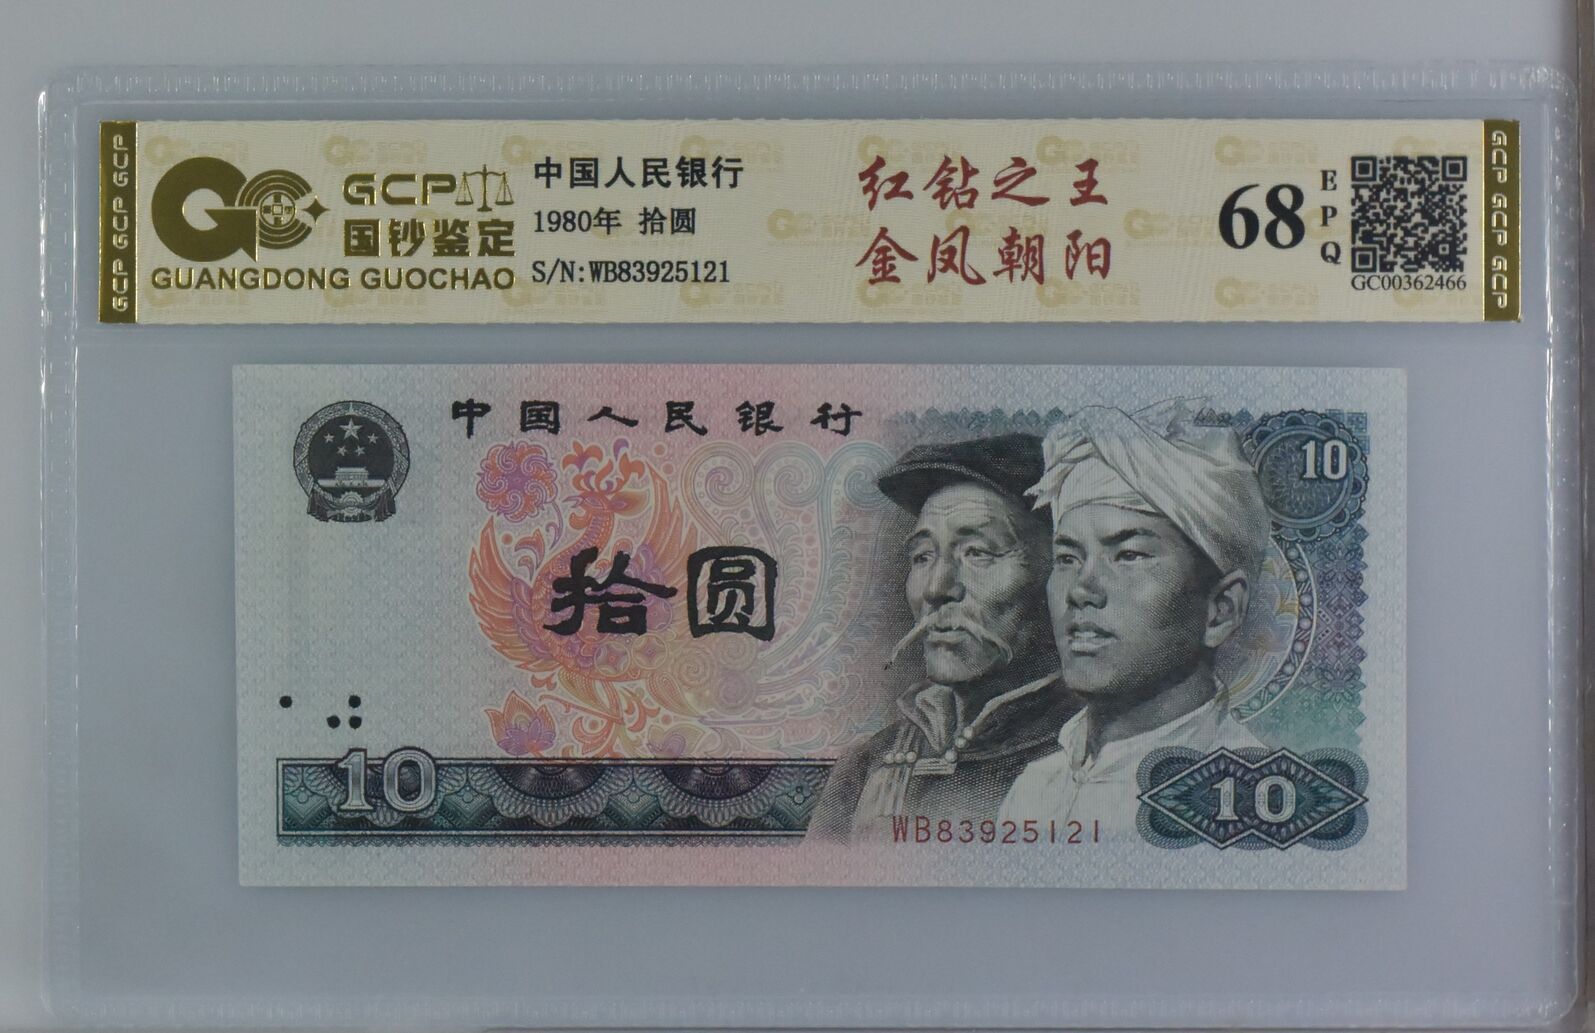 GCP GCP GCP
GCP
国钞鉴定
GUANGDONG GUOCHAO
中国人民银行
1980年 拾圆
S/N:WB83925121
红钻之王
金凤朝阳
68
EPQ
GC00362466
GCP GCP GCP
中国人民银行
10
拾圆
10
WB83925121
10